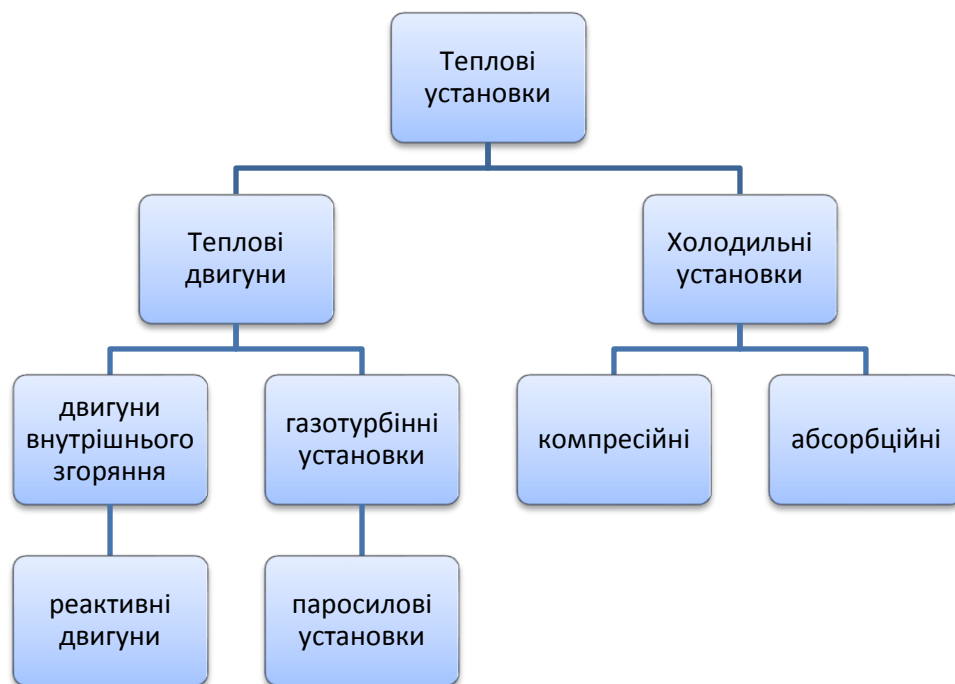 Теплові
установки
Теплові
двигуни
Холодильні
установки
двигуни
внутрішнього
згоряння
газотурбінні
установки
компресійні
абсорбційні
реактивні
двигуни
паросилові
установки